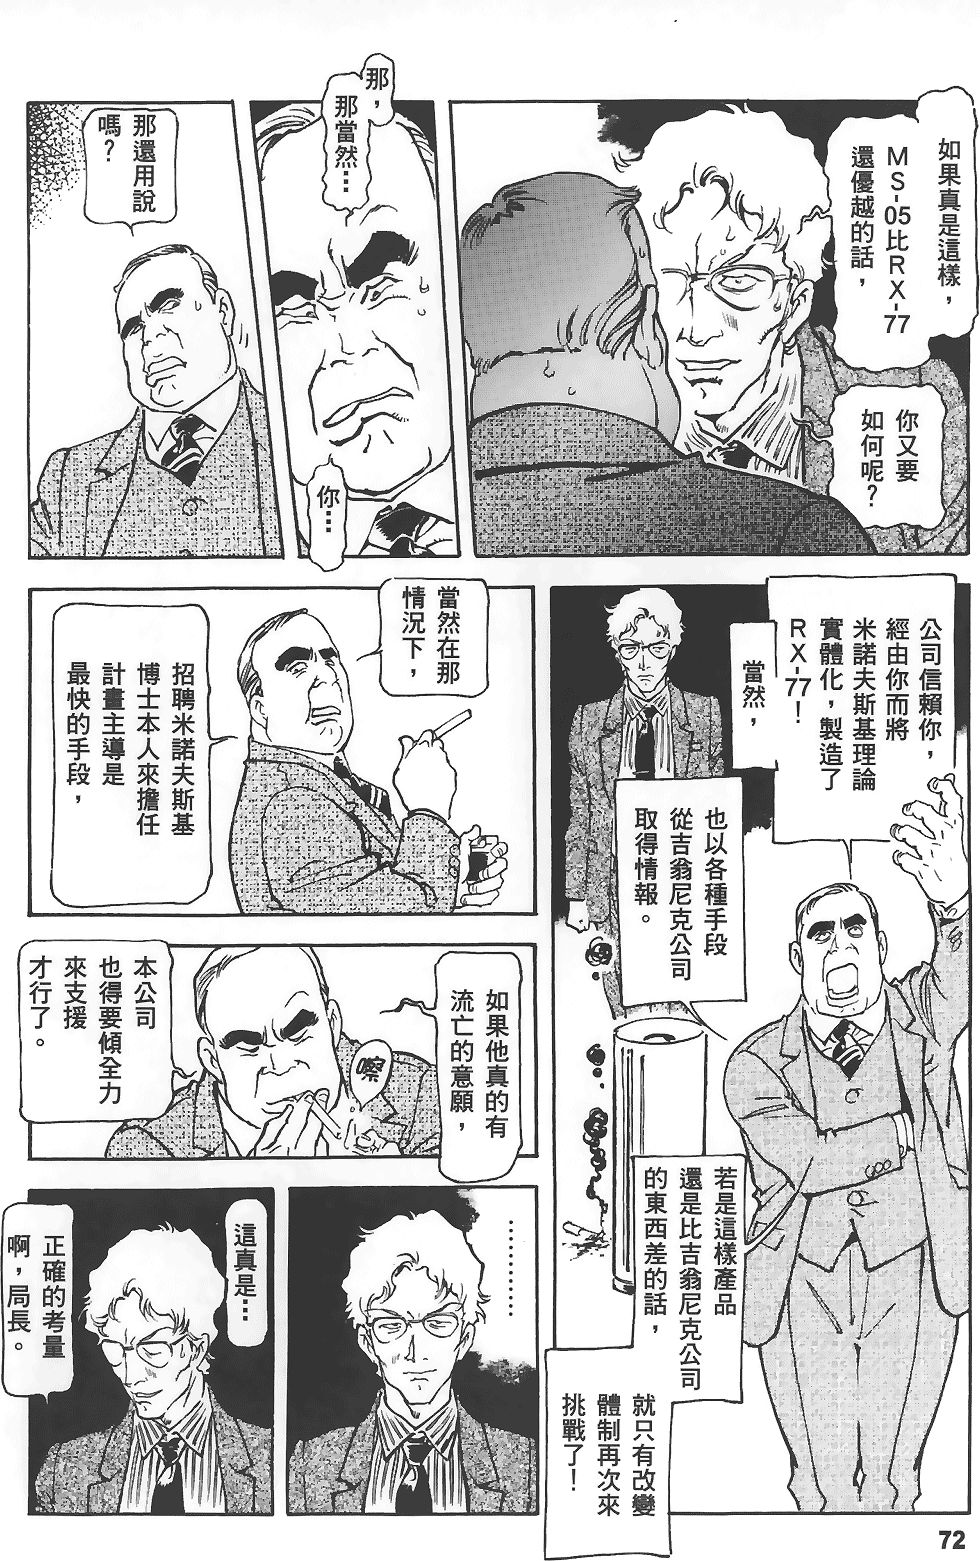 如果真是這樣，
MS-05比RX-77
還優越的話，
你又要
如何呢？
那，
那當然…
你…
那還用說
嗎？
公司信賴你，
經由你而將
米諾夫斯基理論
實體化，製造了
RX-77！
當然，
也以各種手段
從吉翁尼克公司
取得情報。
若是這樣產品
還是比吉翁尼克公司
的東西差的話，
就只有改變
體制再次來
挑戰了！
當然在那
情況下，
招聘米諾夫斯基
博士本人來擔任
計畫主導是
最快的手段，
如果他真的有
流亡的意願，
嚓
本公司
也得要傾全力
來支援
才行了。
………
這真是…
正確的考量
啊，局長。
72